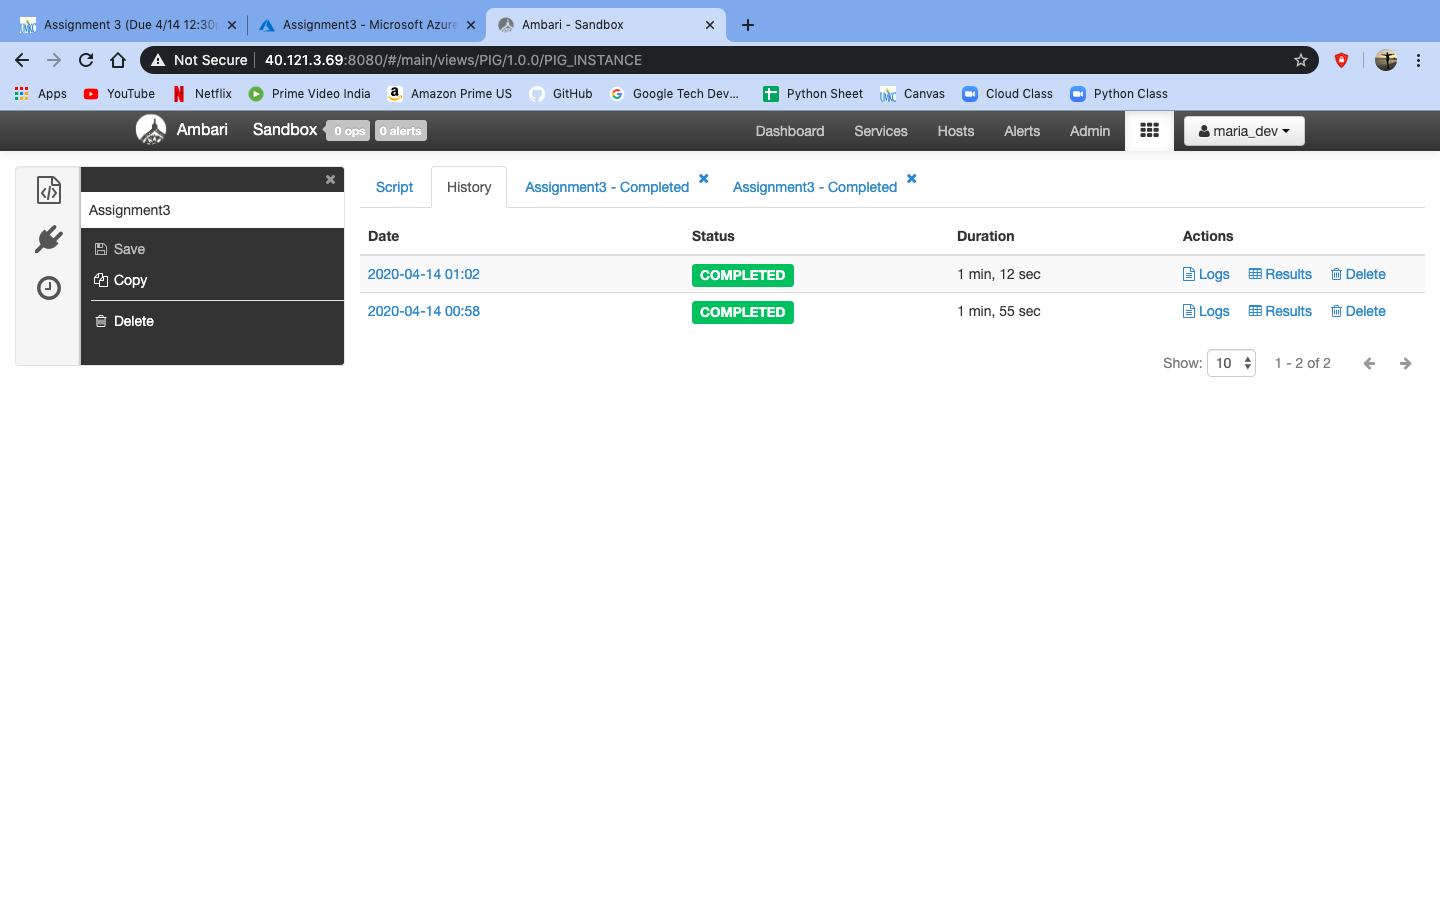 Assignment 3 (Due 4/14 12:30p
Assignment3 - Microsoft Azure
Ambari - Sandbox
Not Secure 40.121.3.69:8080/#/main/views/PIG/1.0.0/PIG_INSTANCE
Apps YouTube Netflix Prime Video India Amazon Prime US GitHub Google Tech Dev... Python Sheet Canvas Cloud Class Python Class
Ambari Sandbox 0 ops 0 alerts Dashboard Services Hosts Alerts Admin maria_dev
Assignment3
Save
Copy
Delete
Script History Assignment3 - Completed Assignment3 - Completed
Date Status Duration Actions
2020-04-14 01:02 COMPLETED 1 min, 12 sec Logs Results Delete
2020-04-14 00:58 COMPLETED 1 min, 55 sec Logs Results Delete
Show: 10 1 - 2 of 2